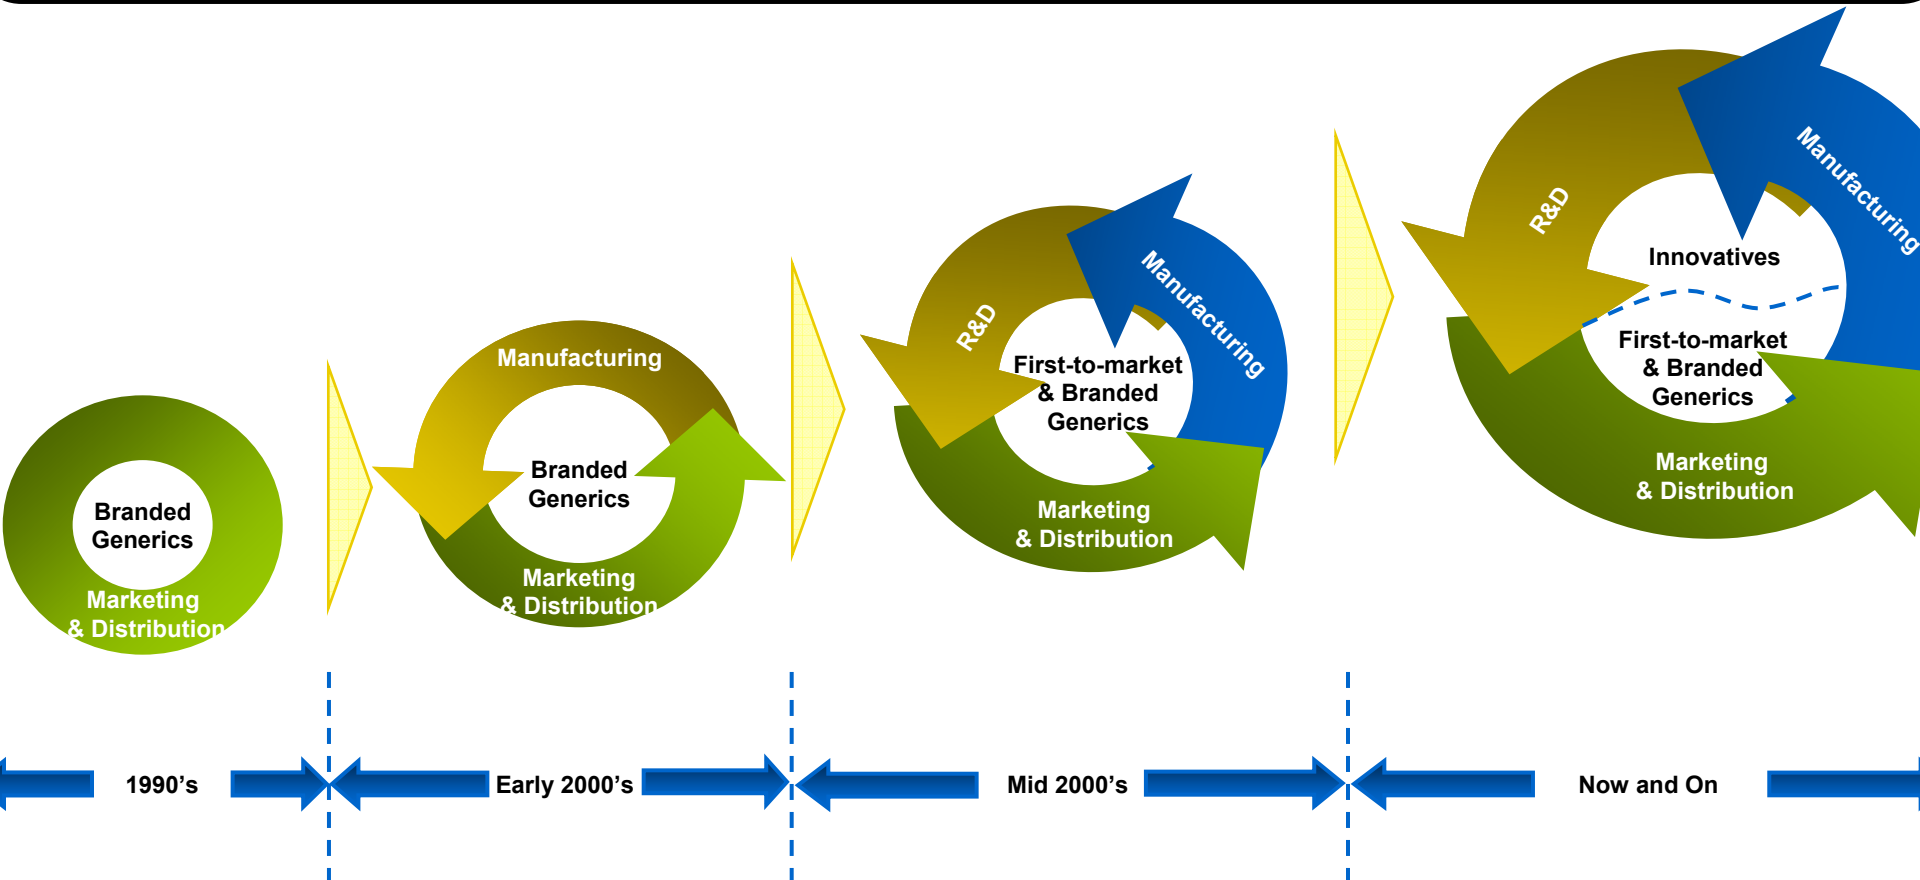 Branded
Generics
Marketing
& Distribution
Manufacturing
Branded
Generics
Marketing
& Distribution
R&D
Manufacturing
First-to-market
& Branded
Generics
Marketing
& Distribution
R&D
Manufacturing
Innovatives
First-to-market
& Branded
Generics
Marketing
& Distribution
1990’s
Early 2000’s
Mid 2000’s
Now and On